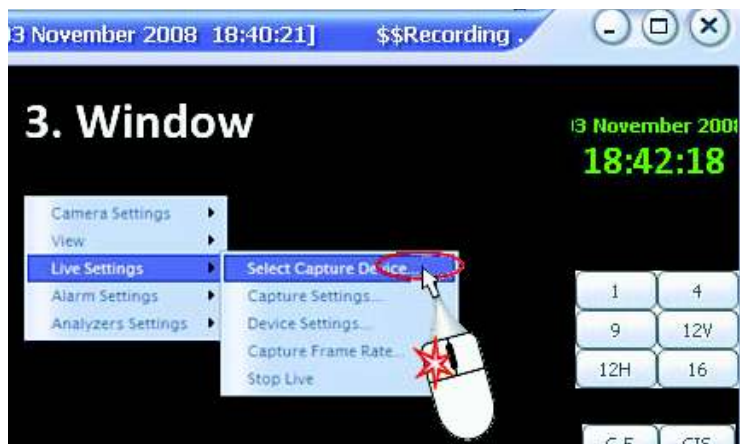 03 November 2008 18:40:21] $$Recording .
3. Window
03 November 2008
18:42:18
Camera Settings
View
Live Settings
Alarm Settings
Analyzers Settings
Select Capture Device...
Capture Settings...
Device Settings...
Capture Frame Rate...
Stop Live
1 4
9 12V
12H 16